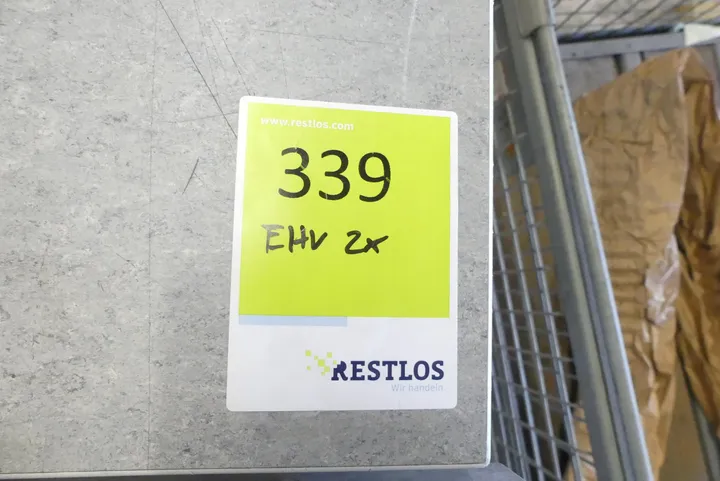 www.restlos.com
339
EHV 2x
RESTLOS
Wir handeln